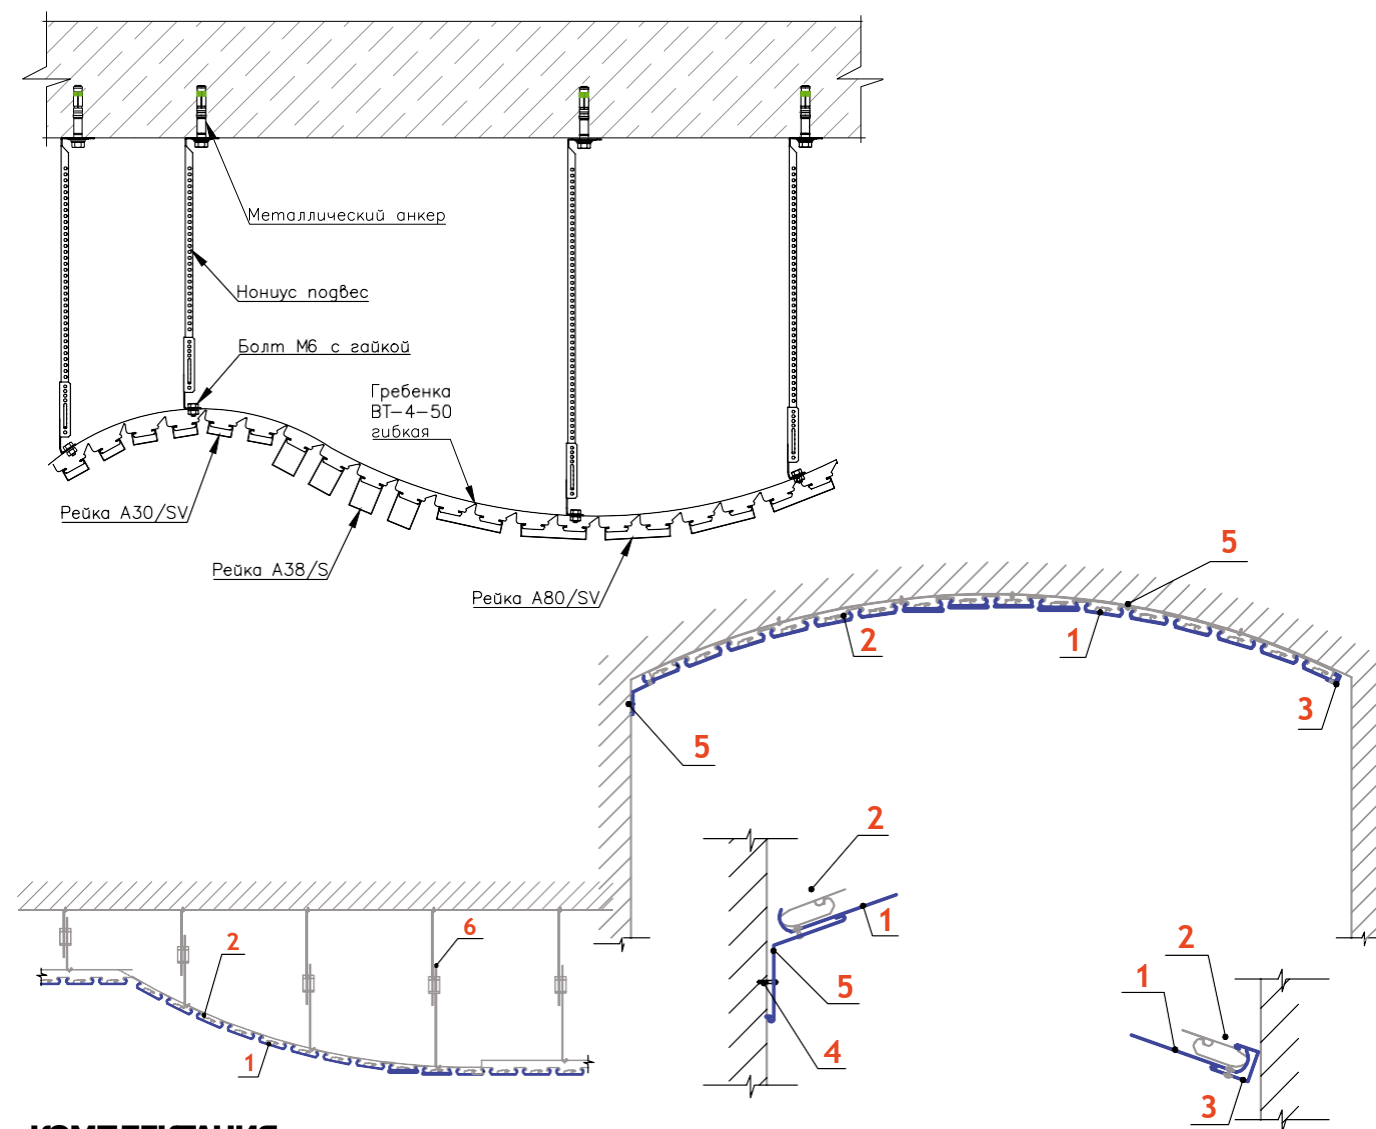 Металлический анкер
Нониус подвес
Болт М6 с гайкой
Гребенка
ВТ-4-50
гибкая
Рейка А30/SV
Рейка А38/S
Рейка А80/SV
5
2
1
3
5
2
1
5
4
6
2
1
2
1
3
КОМПЛЕКТАЦИЯ